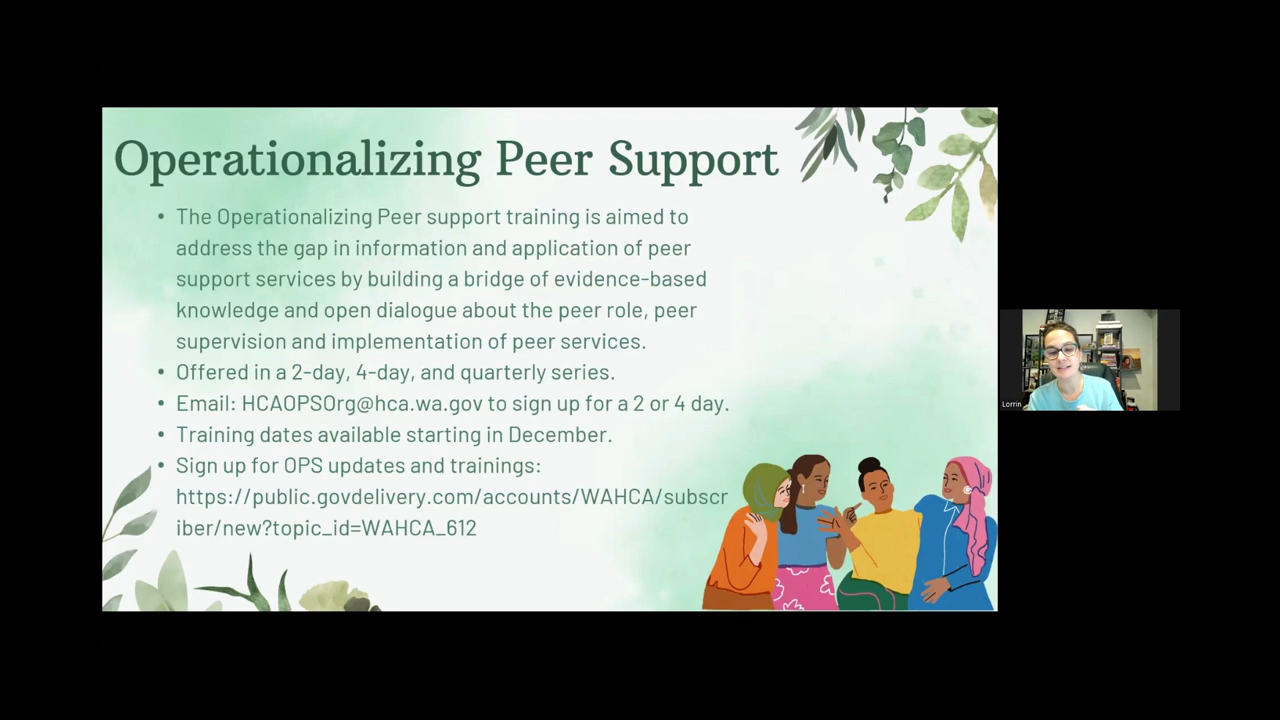 Operationalizing Peer Support
• The Operationalizing Peer support training is aimed to
address the gap in information and application of peer
support services by building a bridge of evidence-based
knowledge and open dialogue about the peer role, peer
supervision and implementation of peer services.
• Offered in a 2-day, 4-day, and quarterly series.
• Email: HCAOPSOrg@hca.wa.gov to sign up for a 2 or 4 day.
• Training dates available starting in December.
• Sign up for OPS updates and trainings:
https://public.govdelivery.com/accounts/WAHCA/subscr
iber/new?topic_id=WAHCA_612
Lorrin